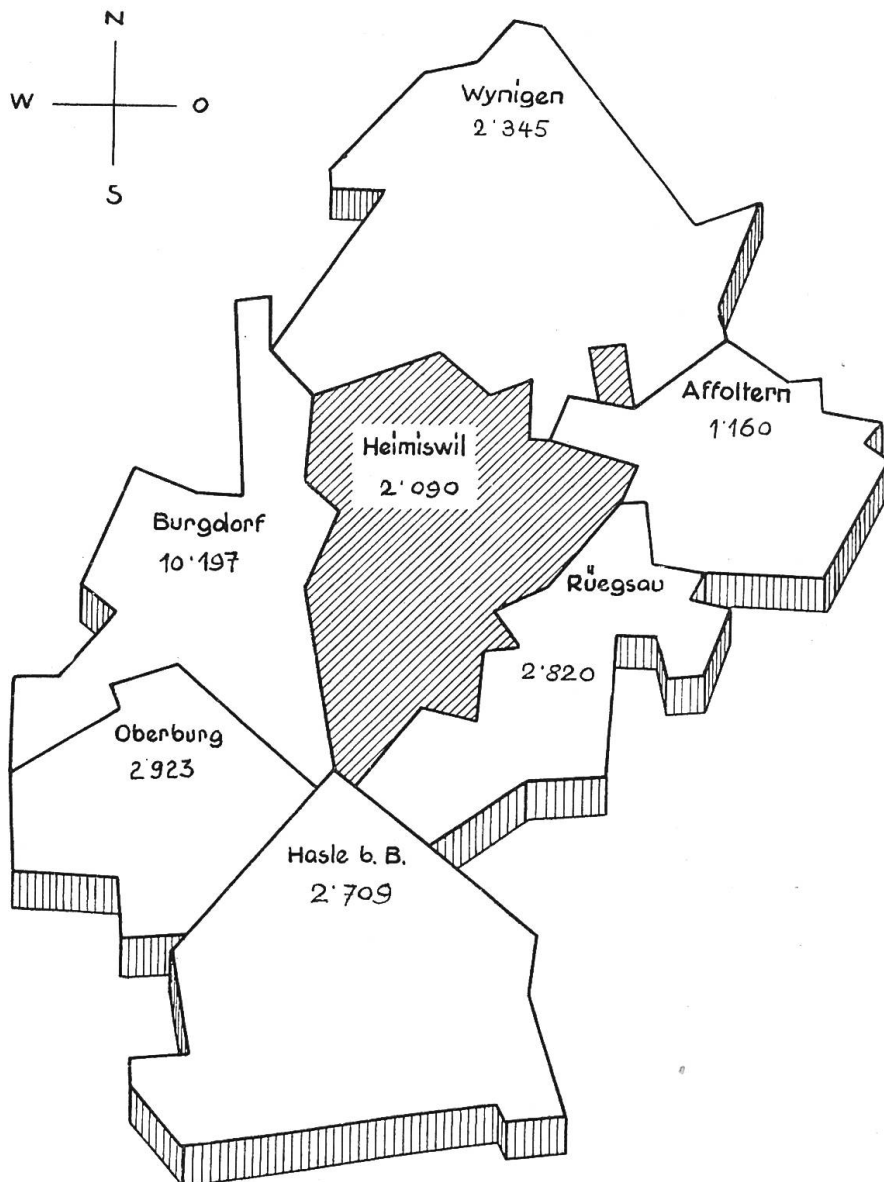 N
W O
S
Wynigen
2'345
Affoltern
1'160
Heimiswil
2'090
Burgdorf
10'197
Rüegsau
2'820
Oberburg
2'923
Hasle b. B.
2'709